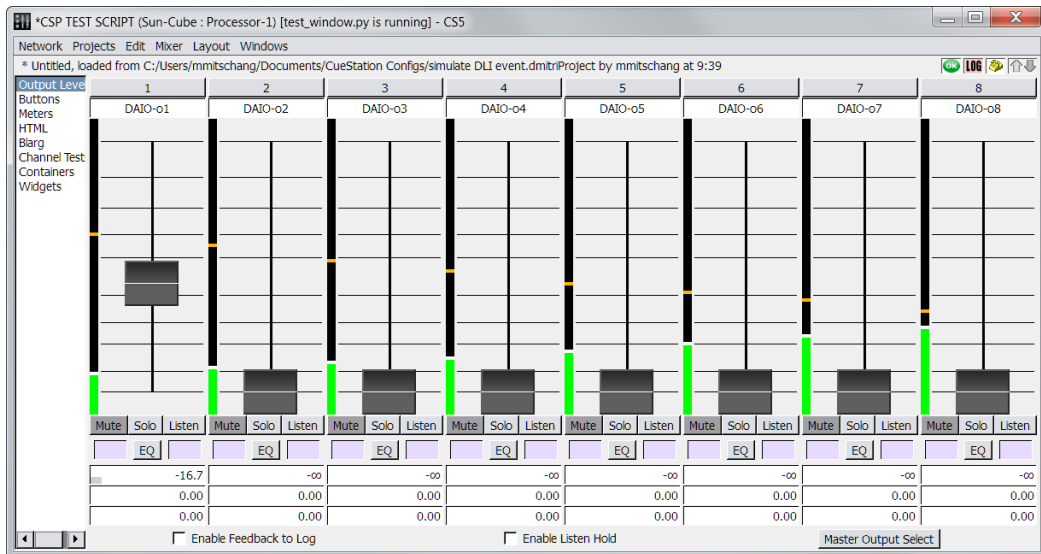 *CSP TEST SCRIPT (Sun-Cube : Processor-1) [test_window.py is running] - CS5
Network Projects Edit Mixer Layout Windows
* Untitled, loaded from C:/Users/mmitschang/Documents/CueStation Configs/simulate DLI event.dmitriProject by mmitschang at 9:39
OK LOG
Output Leve
Buttons
Meters
HTML
Blarg
Channel Test
Containers
Widgets
1 2 3 4 5 6 7 8
DAIO-o1 DAIO-o2 DAIO-o3 DAIO-o4 DAIO-o5 DAIO-o6 DAIO-o7 DAIO-o8
Mute Solo Listen Mute Solo Listen Mute Solo Listen Mute Solo Listen Mute Solo Listen Mute Solo Listen Mute Solo Listen Mute Solo Listen
EQ EQ EQ EQ EQ EQ EQ EQ
-16.7 -∞ -∞ -∞ -∞ -∞ -∞ -∞
0.00 0.00 0.00 0.00 0.00 0.00 0.00 0.00
0.00 0.00 0.00 0.00 0.00 0.00 0.00 0.00
Enable Feedback to Log Enable Listen Hold Master Output Select